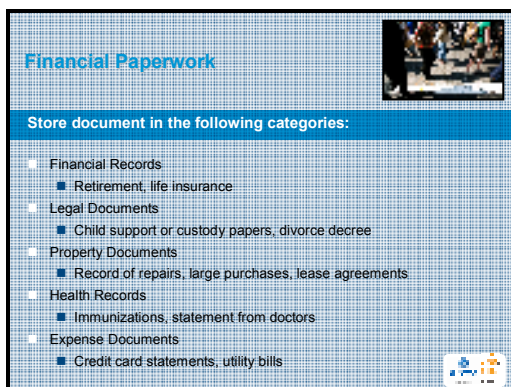 Financial Paperwork
Store document in the following categories:
Financial Records
Retirement, life insurance
Legal Documents
Child support or custody papers, divorce decree
Property Documents
Record of repairs, large purchases, lease agreements
Health Records
Immunizations, statement from doctors
Expense Documents
Credit card statements, utility bills